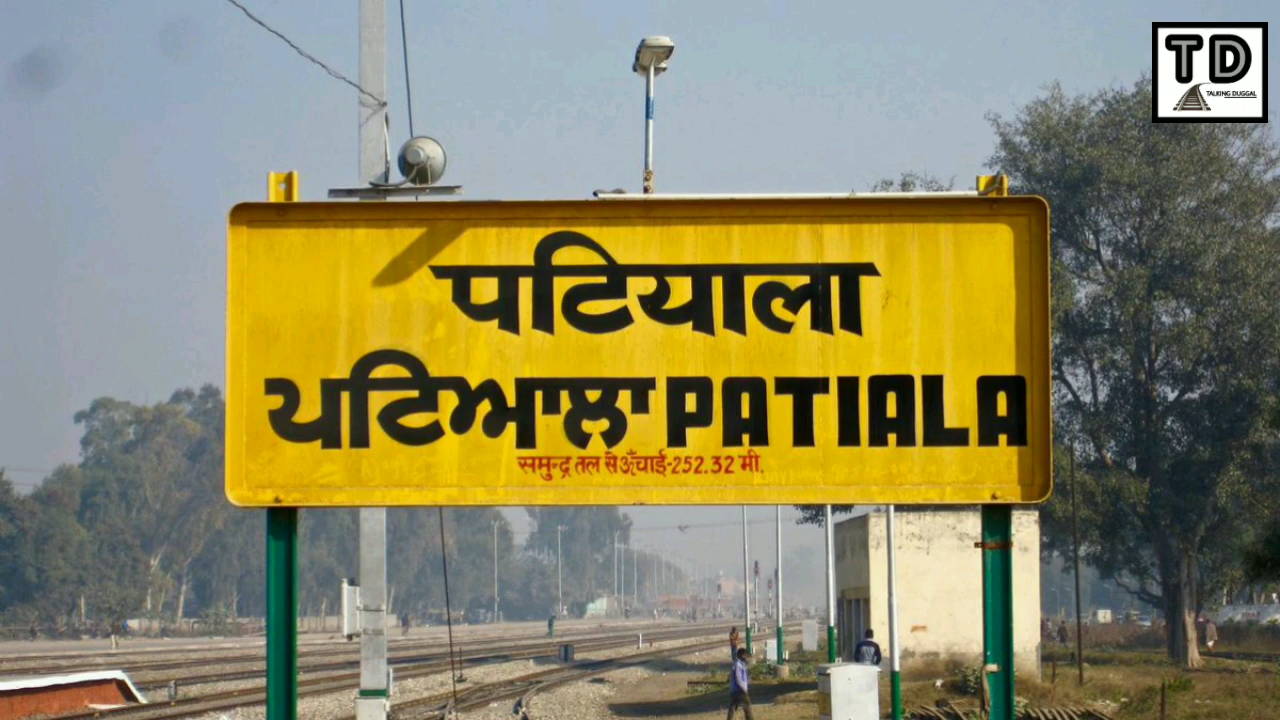 TD
TALKING DUGGAL
पटियाला
ਪਟਿਆਲਾ PATIALA
समुन्द्र तल से ऊँचाई-252.32 मी.